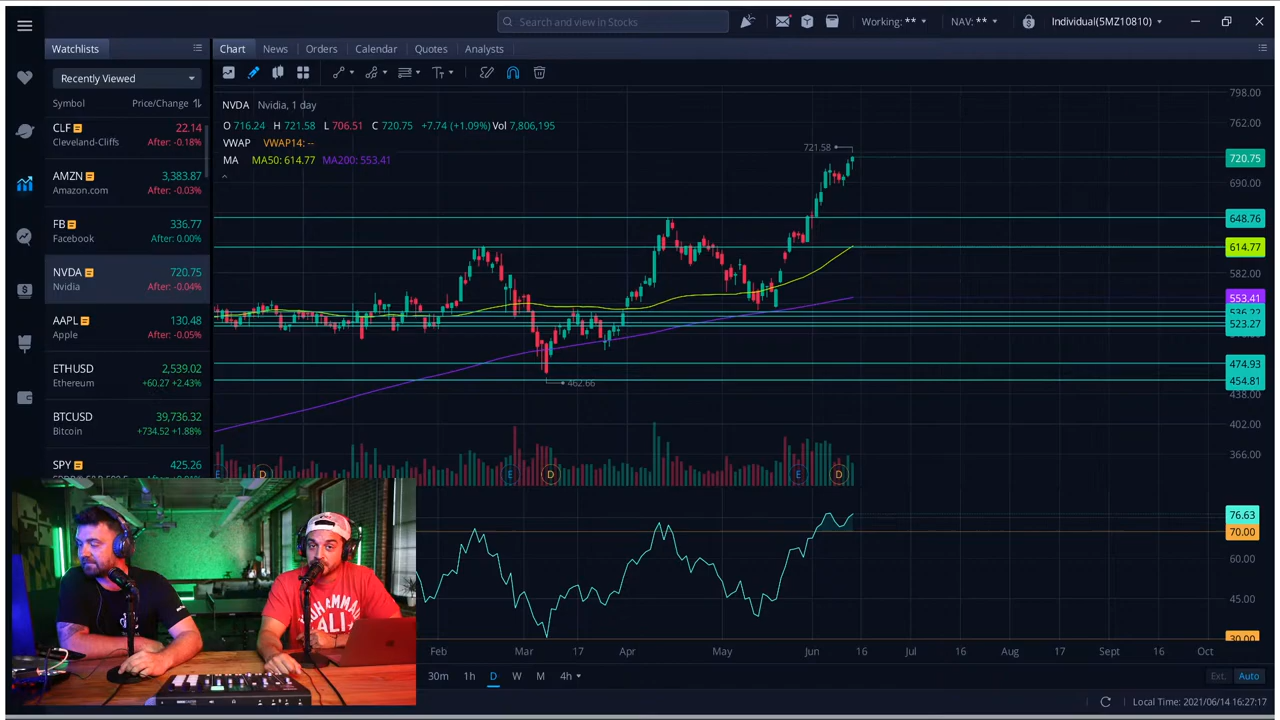 Search and view in Stocks
Working: **
NAV: **
Individual(5MZ10810)
Watchlists
Chart
News
Orders
Calendar
Quotes
Analysts
Recently Viewed
Symbol
Price/Change
CLF
22.14
Cleveland-Cliffs
After: -0.18%
AMZN
3,383.87
Amazon.com
After: -0.03%
FB
336.77
Facebook
After: 0.00%
NVDA
720.75
Nvidia
After: -0.04%
AAPL
130.48
Apple
After: -0.05%
ETHUSD
2,539.02
Ethereum
+60.27 +2.43%
BTCUSD
39,736.32
Bitcoin
+734.52 +1.88%
SPY
425.26
NVDA Nvidia, 1 day
O 716.24 H 721.58 L 706.51 C 720.75 +7.74 (+1.09%) Vol 7,806,195
VWAP VWAP14: --
MA MA50: 614.77 MA200: 553.41
721.58
462.66
798.00
762.00
720.75
690.00
648.76
614.77
582.00
553.41
523.27
474.93
454.81
438.00
402.00
366.00
E
D
E
D
E
D
76.63
70.00
60.00
45.00
30.00
MUHAMMAD
ALI
Feb
Mar
17
Apr
May
Jun
16
Jul
16
Aug
17
Sept
16
Oct
30m
1h
D
W
M
4h
Ext.
Auto
Local Time: 2021/06/14 16:27:17